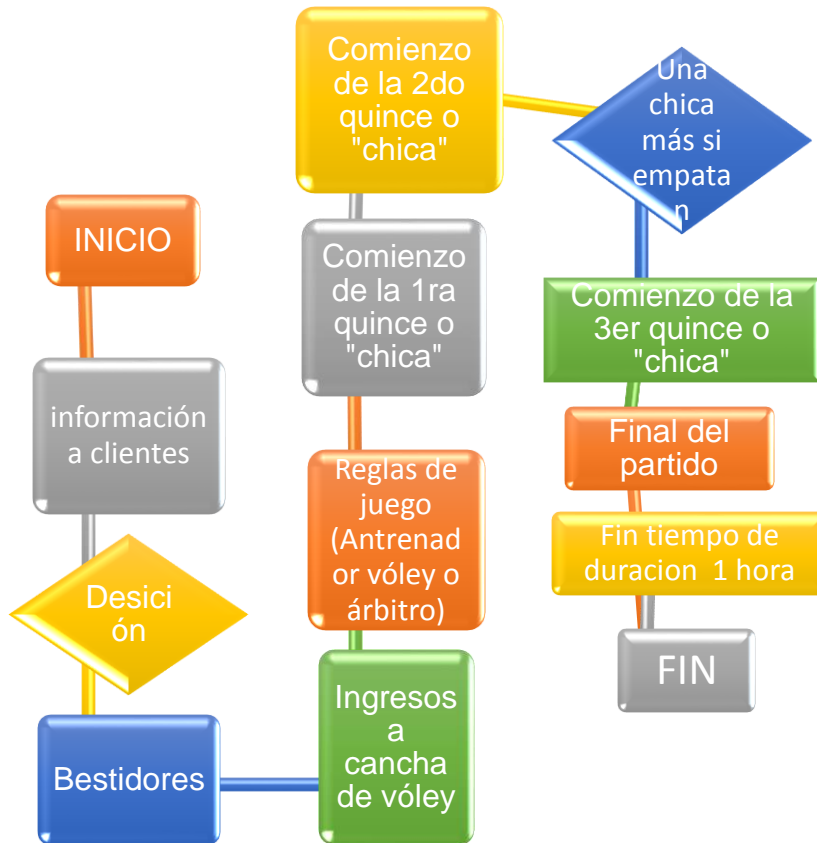 INICIO
información
a clientes
Desici
ón
Bestidores
Ingresos
a
cancha
de vóley
Reglas de
juego
(Antrenad
or vóley o
árbitro)
Comienzo
de la 1ra
quince o
"chica"
Comienzo
de la 2do
quince o
"chica"
Una
chica
más si
empata
n
Comienzo de la
3er quince o
"chica"
Final del
partido
Fin tiempo de
duracion 1 hora
FIN